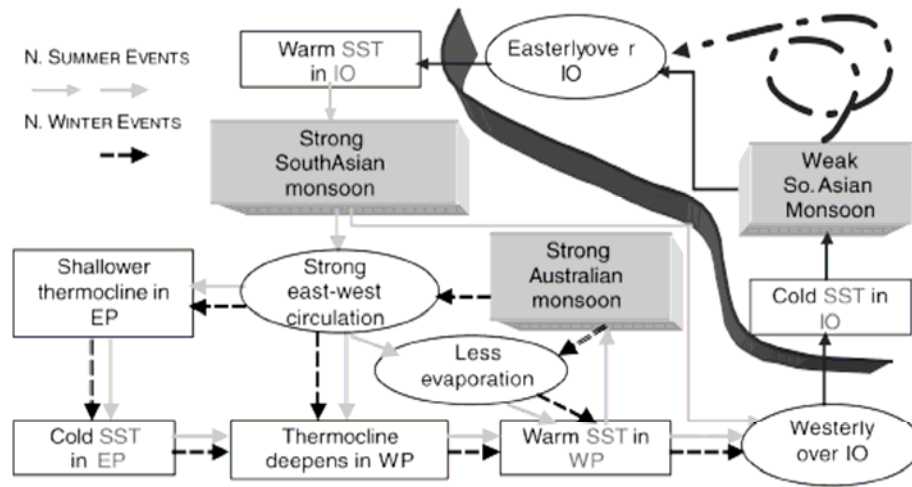 N. SUMMER EVENTS
N. WINTER EVENTS
Warm SST
in IO
Easterlyove r
IO
Strong
SouthAsian
monsoon
Weak
So. Asian
Monsoon
Shallower
thermocline in
EP
Strong
east-west
circulation
Strong
Australian
monsoon
Cold SST in
IO
Less
evaporation
Cold SST
in EP
Thermocline
deepens in WP
Warm SST in
WP
Westerly
over IO